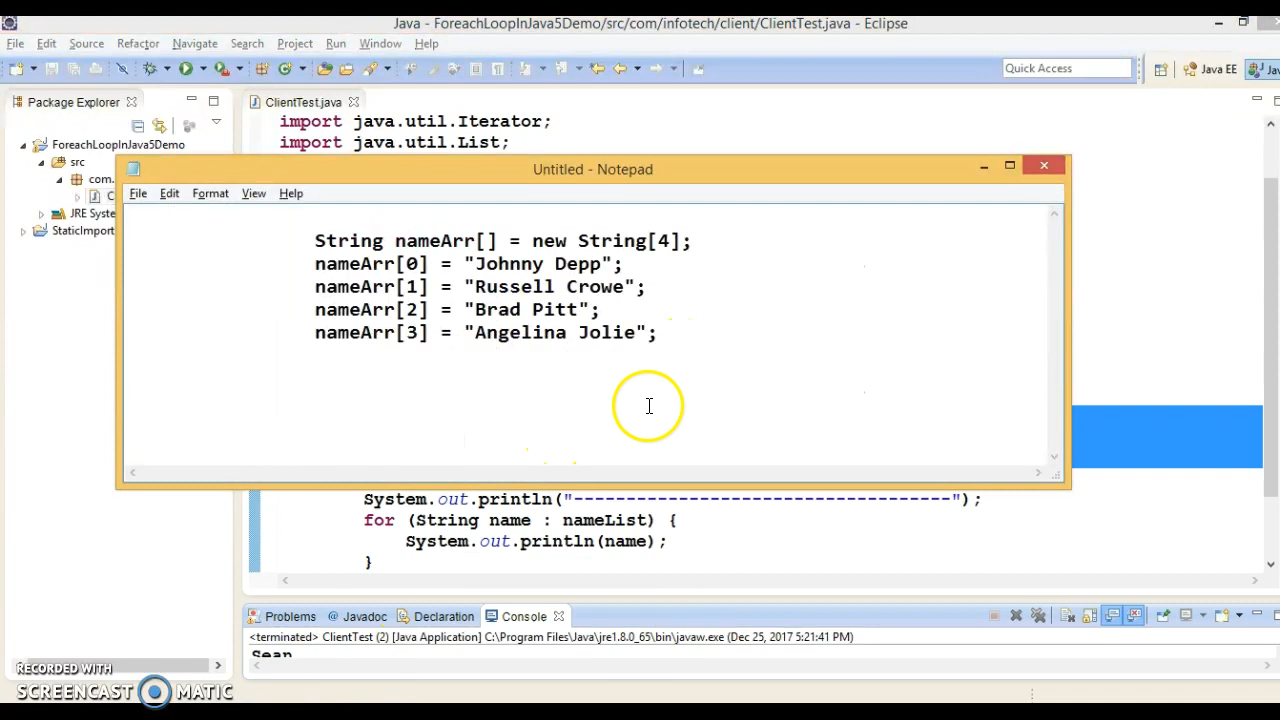 Java - ForeachLoopInJava5Demo/src/com/infotech/client/ClientTest.java - Eclipse
File Edit Source Refactor Navigate Search Project Run Window Help
Quick Access
Java EE
Package Explorer
ClientTest.java
import java.util.Iterator;
import java.util.List;
ForeachLoopInJava5Demo
src
com.
JRE Syste
StaticImport
Untitled - Notepad
File Edit Format View Help
String nameArr[] = new String[4];
nameArr[0] = "Johnny Depp";
nameArr[1] = "Russell Crowe";
nameArr[2] = "Brad Pitt";
nameArr[3] = "Angelina Jolie";
System.out.println("------------------------------------");
for (String name : nameList) {
System.out.println(name);
}
Problems @ Javadoc Declaration Console
<terminated> ClientTest (2) [Java Application] C:\Program Files\Java\jre1.8.0_65\bin\javaw.exe (Dec 25, 2017 5:21:41 PM)
Sean
RECORDED WITH
SCREENCAST MATIC